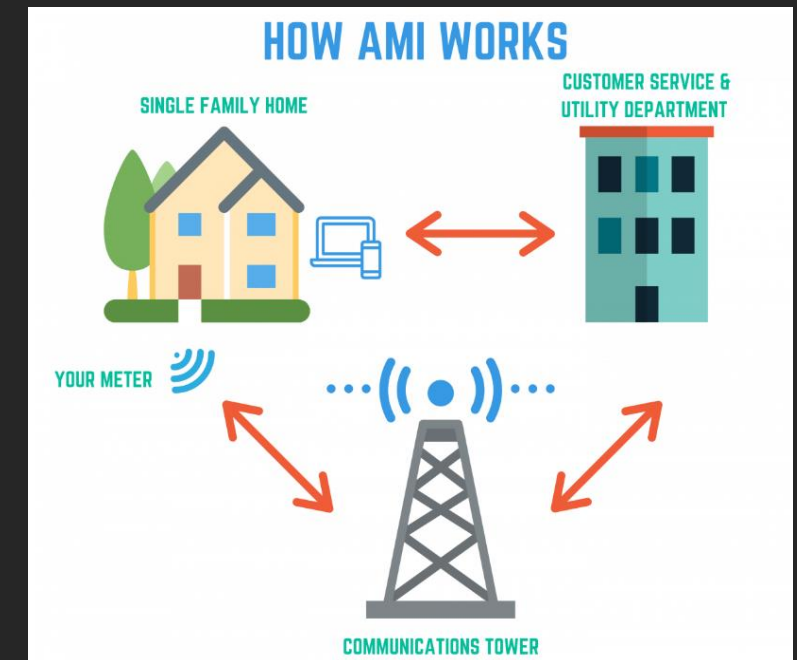 HOW AMI WORKS
SINGLE FAMILY HOME
CUSTOMER SERVICE &
UTILITY DEPARTMENT
YOUR METER
COMMUNICATIONS TOWER